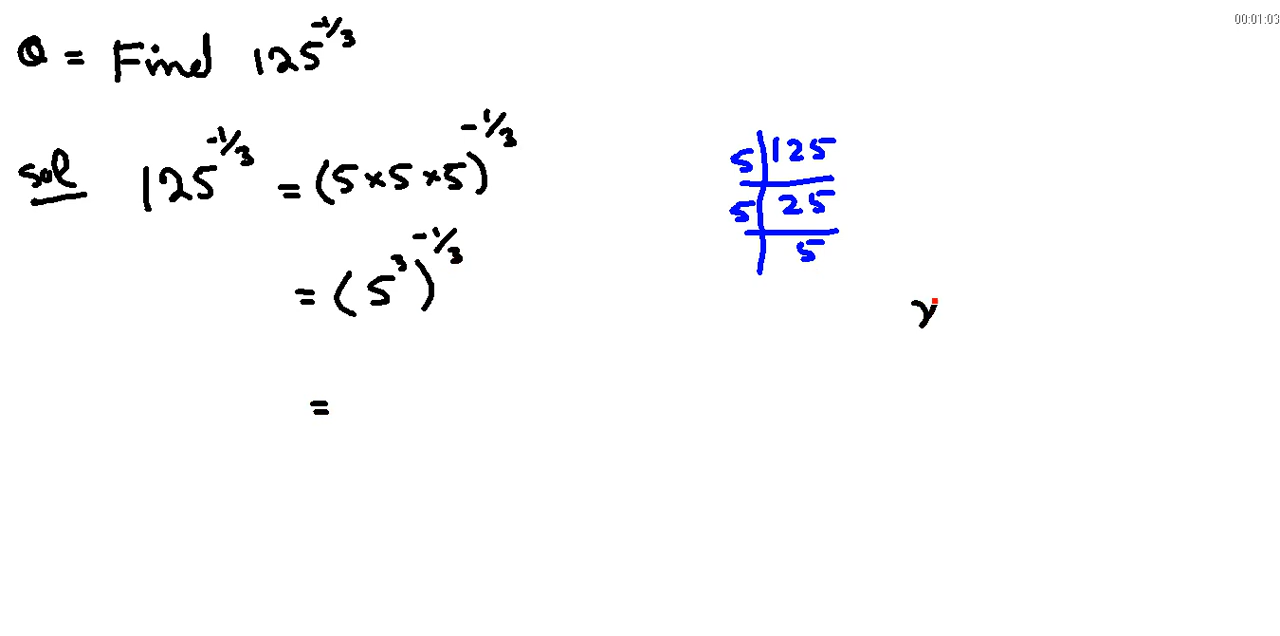 00:01:03
Q = Find 125^-1/3
Sol 125^-1/3 = (5×5×5)^-1/3
= (5^3)^-1/3
=
5 | 125
5 | 25
| 5